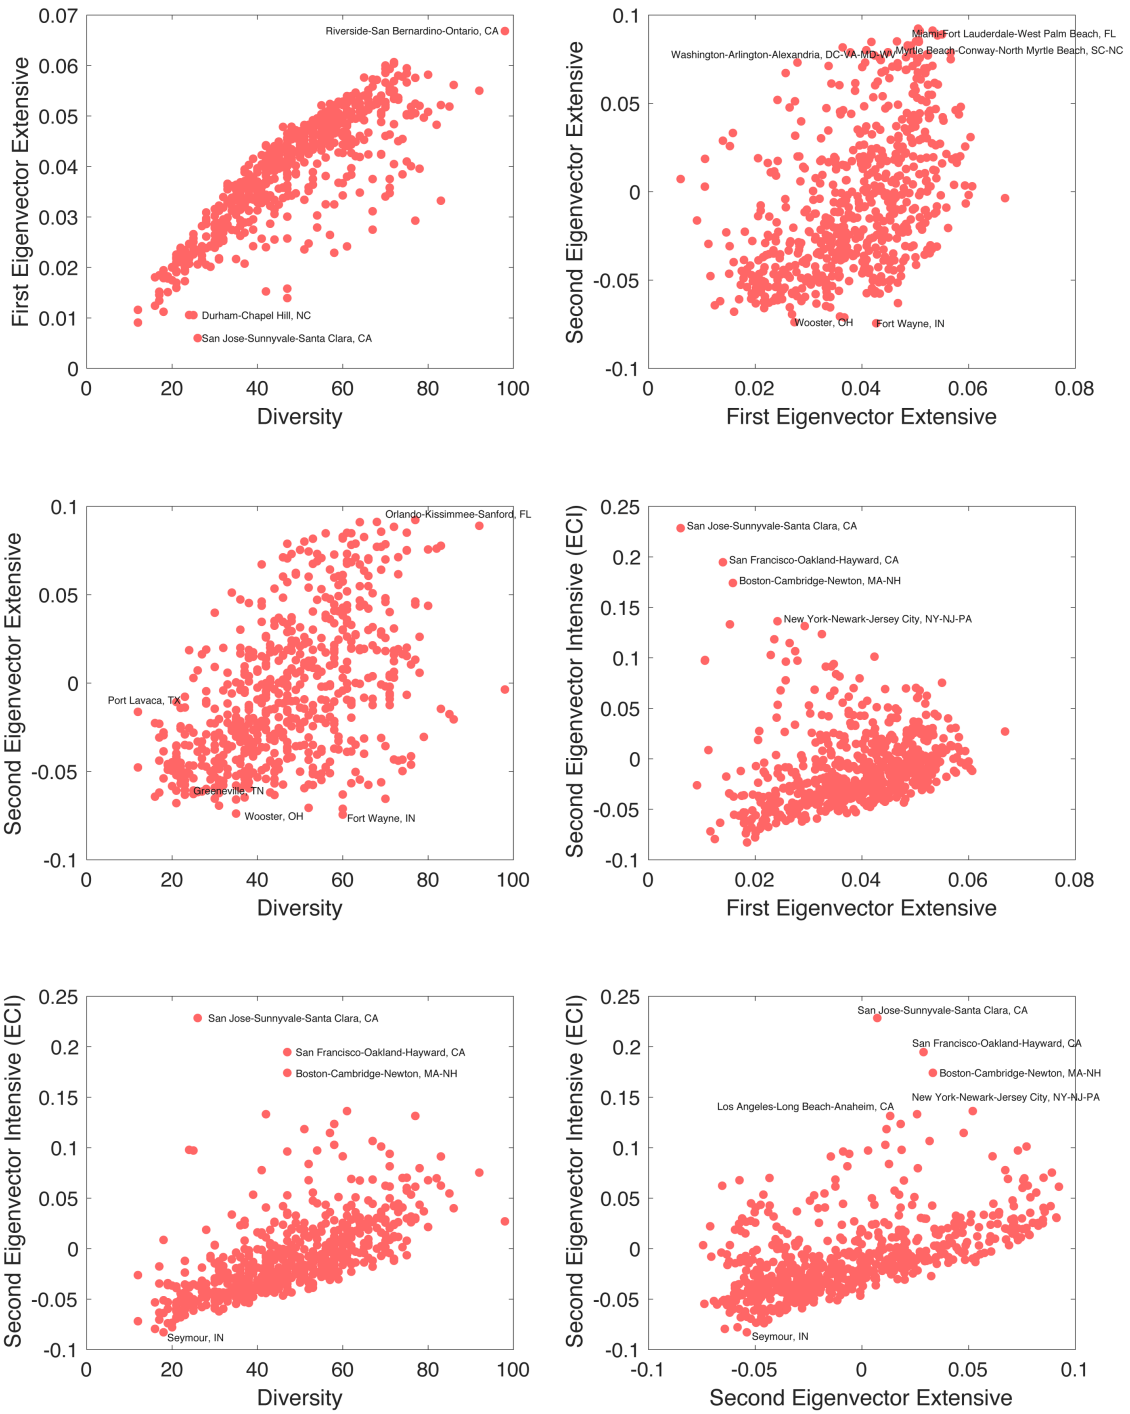 First Eigenvector Extensive
0.07
0.06
0.05
0.04
0.03
0.02
0.01
0
Riverside-San Bernardino-Ontario, CA
Durham-Chapel Hill, NC
San Jose-Sunnyvale-Santa Clara, CA
0 20 40 60 80 100
Diversity
Second Eigenvector Extensive
0.1
0.05
0
-0.05
-0.1
Miami-Fort Lauderdale-West Palm Beach, FL
Myrtle Beach-Conway-North Myrtle Beach, SC-NC
Washington-Arlington-Alexandria, DC-VA-MD-WV
Wooster, OH
Fort Wayne, IN
0 0.02 0.04 0.06 0.08
First Eigenvector Extensive
Second Eigenvector Extensive
0.1
0.05
0
-0.05
-0.1
Orlando-Kissimmee-Sanford, FL
Port Lavaca, TX
Greeneville, TN
Wooster, OH
Fort Wayne, IN
0 20 40 60 80 100
Diversity
Second Eigenvector Intensive (ECI)
0.25
0.2
0.15
0.1
0.05
0
-0.05
-0.1
San Jose-Sunnyvale-Santa Clara, CA
San Francisco-Oakland-Hayward, CA
Boston-Cambridge-Newton, MA-NH
New York-Newark-Jersey City, NY-NJ-PA
0 0.02 0.04 0.06 0.08
First Eigenvector Extensive
Second Eigenvector Intensive (ECI)
0.25
0.2
0.15
0.1
0.05
0
-0.05
-0.1
San Jose-Sunnyvale-Santa Clara, CA
San Francisco-Oakland-Hayward, CA
Boston-Cambridge-Newton, MA-NH
Seymour, IN
0 20 40 60 80 100
Diversity
Second Eigenvector Intensive (ECI)
0.25
0.2
0.15
0.1
0.05
0
-0.05
-0.1
San Jose-Sunnyvale-Santa Clara, CA
San Francisco-Oakland-Hayward, CA
Boston-Cambridge-Newton, MA-NH
New York-Newark-Jersey City, NY-NJ-PA
Los Angeles-Long Beach-Anaheim, CA
Seymour, IN
-0.1 -0.05 0 0.05 0.1
Second Eigenvector Extensive